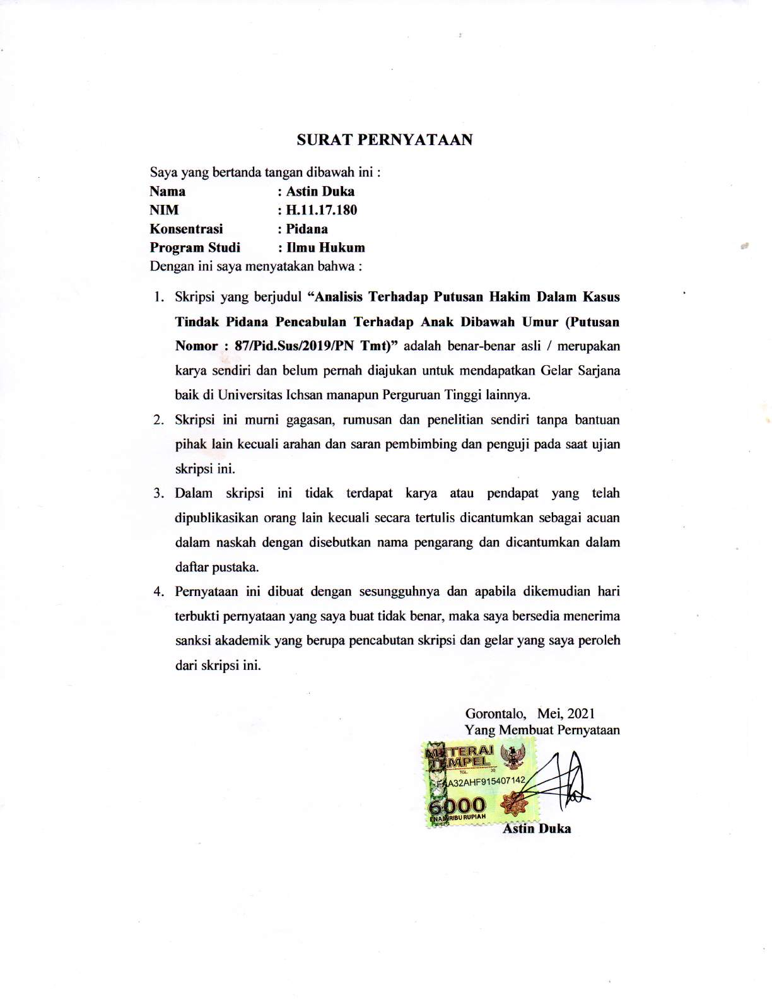 SURAT PERNYATAAN
Saya yang bertanda tangan dibawah ini :
Nama : Astin Duka
NIM : H.11.17.180
Konsentrasi : Pidana
Program Studi : Ilmu Hukum
Dengan ini saya menyatakan bahwa :
1. Skripsi yang berjudul “Analisis Terhadap Putusan Hakim Dalam Kasus
Tindak Pidana Pencabulan Terhadap Anak Dibawah Umur (Putusan
Nomor : 87/Pid.Sus/2019/PN Tmt)” adalah benar-benar asli / merupakan
karya sendiri dan belum pernah diajukan untuk mendapatkan Gelar Sarjana
baik di Universitas Ichsan manapun Perguruan Tinggi lainnya.
2. Skripsi ini murni gagasan, rumusan dan penelitian sendiri tanpa bantuan
pihak lain kecuali arahan dan saran pembimbing dan penguji pada saat ujian
skripsi ini.
3. Dalam skripsi ini tidak terdapat karya atau pendapat yang telah
dipublikasikan orang lain kecuali secara tertulis dicantumkan sebagai acuan
dalam naskah dengan disebutkan nama pengarang dan dicantumkan dalam
daftar pustaka.
4. Pernyataan ini dibuat dengan sesungguhnya dan apabila dikemudian hari
terbukti pernyataan yang saya buat tidak benar, maka saya bersedia menerima
sanksi akademik yang berupa pencabutan skripsi dan gelar yang saya peroleh
dari skripsi ini.
Gorontalo, Mei, 2021
Yang Membuat Pernyataan
METERAI
TEMPEL
TGL. 20
6000
ENAM RIBU RUPIAH
Astin Duka